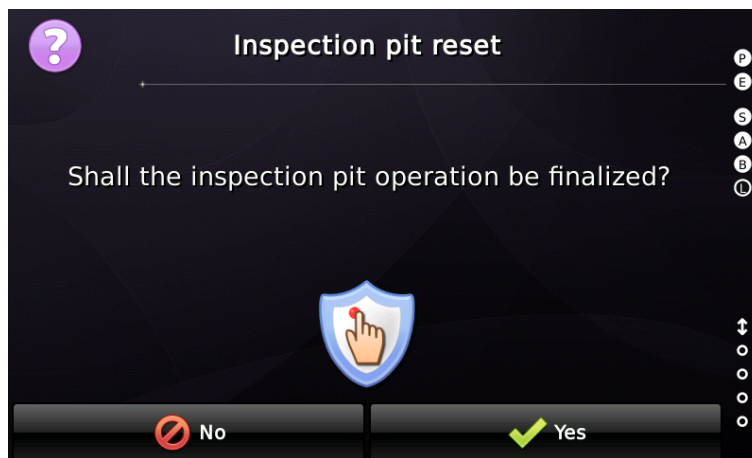 Inspection pit reset
Shall the inspection pit operation be finalized?
No
Yes
P
E
S
A
B
L